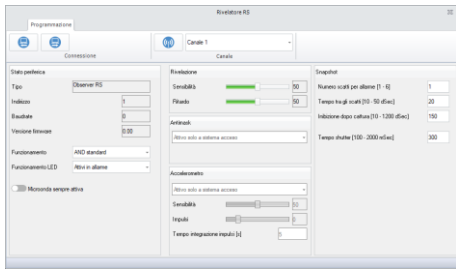 Rivelatore RS
Programmazione
Connessione
Canale 1
Canale
Stato periferica
Tipo
Observer RS
Indirizzo
1
Baudrate
0
Versione firmware
0.00
Funzionamento
AND standard
Funzionamento LED
Attivi in allarme
Microonda sempre attiva
Rivelazione
Sensibilità
50
Ritardo
50
Antimask
Attivo solo a sistema acceso
Accelerometro
Attivo solo a sistema acceso
Sensibilità
50
Impulsi
Tempo integrazione impulsi [s]
Snapshot
Numero scatti per allarme [1 - 6]
1
Tempo tra gli scatti [10 - 50 dSec]
20
Inibizione dopo cattura [10 - 1200 dSec]
150
Tempo shutter [100 - 2000 mSec]
300